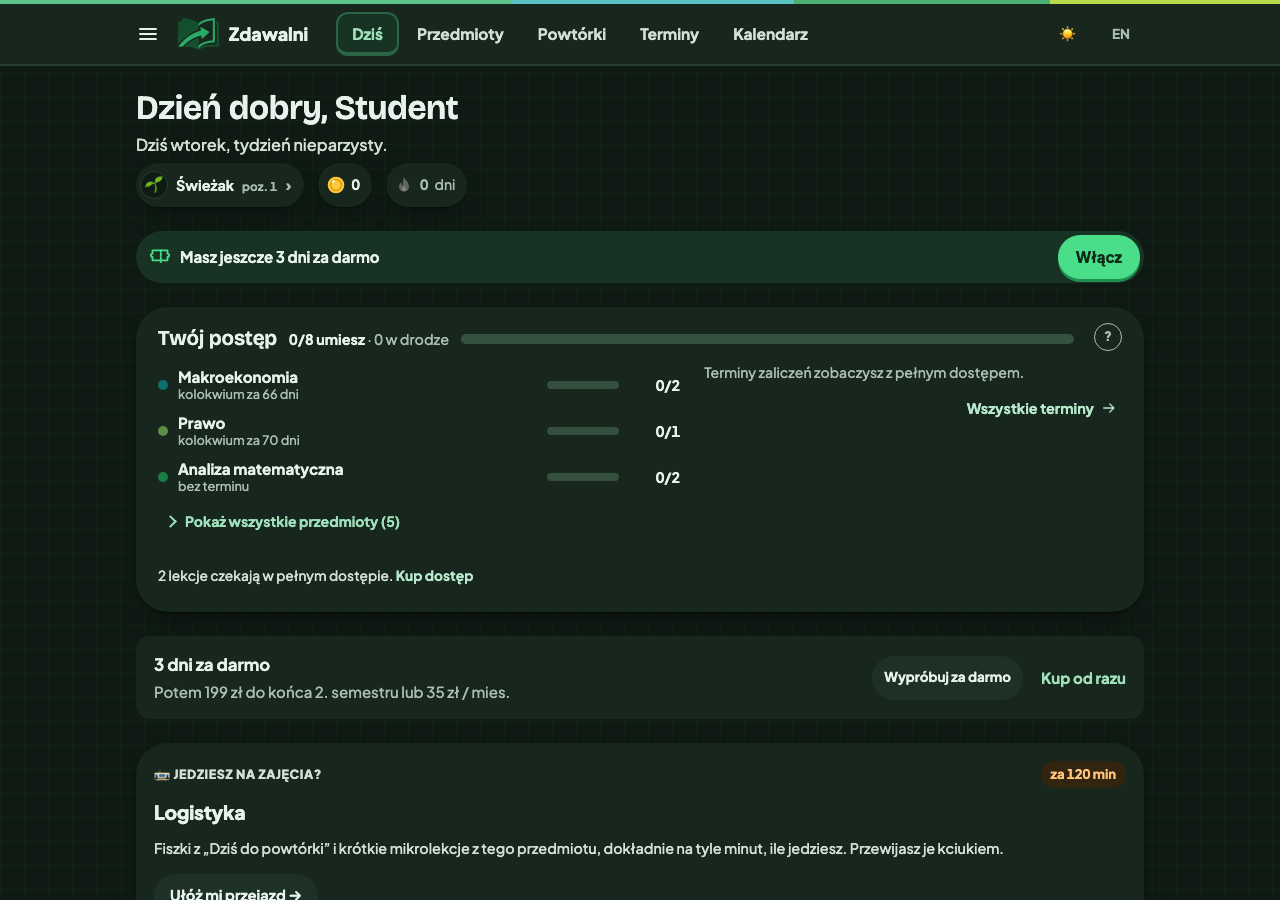 Zdawalni Dziś Przedmioty Powtórki Terminy Kalendarz EN
Dzień dobry, Student
Dziś wtorek, tydzień nieparzysty.
Świeżak poz. 1 › 0 0 dni
Masz jeszcze 3 dni za darmo Włącz
Twój postęp 0/8 umiesz · 0 w drodze ?
Makroekonomia
kolokwium za 66 dni
0/2
Prawo
kolokwium za 70 dni
0/1
Analiza matematyczna
bez terminu
0/2
Pokaż wszystkie przedmioty (5)
Terminy zaliczeń zobaczysz z pełnym dostępem.
Wszystkie terminy →
2 lekcje czekają w pełnym dostępie. Kup dostęp
3 dni za darmo
Potem 199 zł do końca 2. semestru lub 35 zł / mies.
Wypróbuj za darmo Kup od razu
JEDZIESZ NA ZAJĘCIA? za 120 min
Logistyka
Fiszki z „Dziś do powtórki” i krótkie mikrolekcje z tego przedmiotu, dokładnie na tyle minut, ile jedziesz. Przewijasz je kciukiem.
Ułóż mi przejazd →